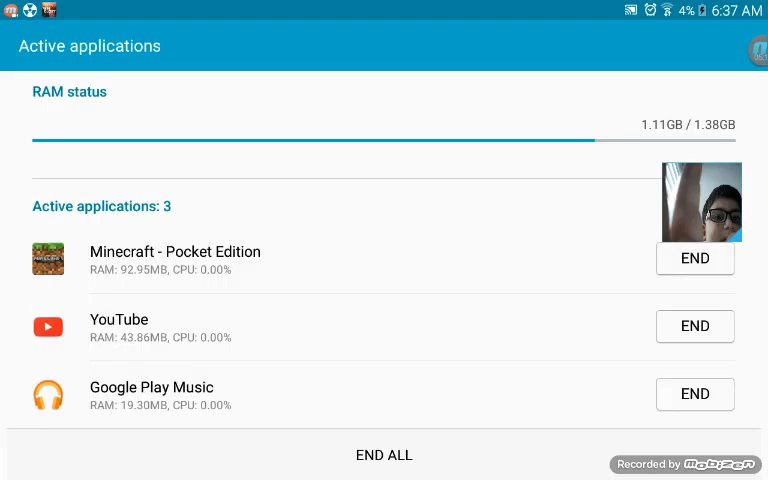 4% 6:37 AM
Active applications
RAM status
1.11GB / 1.38GB
Active applications: 3
Minecraft - Pocket Edition
RAM: 92.95MB, CPU: 0.00%
END
YouTube
RAM: 43.86MB, CPU: 0.00%
END
Google Play Music
RAM: 19.30MB, CPU: 0.00%
END
END ALL
Recorded by mobizen